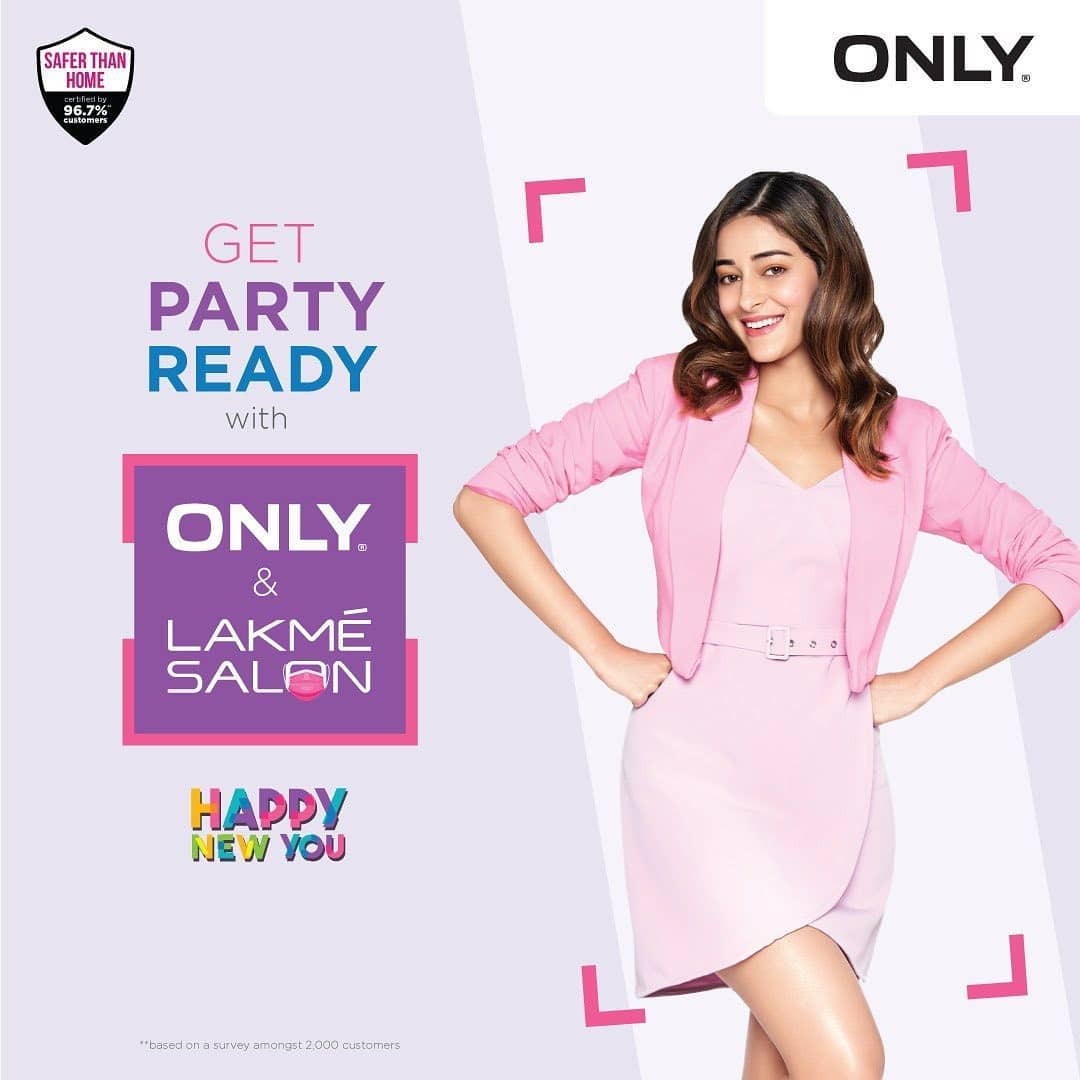 SAFER THAN
HOME
certified by
96.7%**
customers
ONLY®
GET
PARTY
READY
with
ONLY®
&
LAKMÉ
SALON
HAPPY
NEW YOU
**based on a survey amongst 2,000 customers